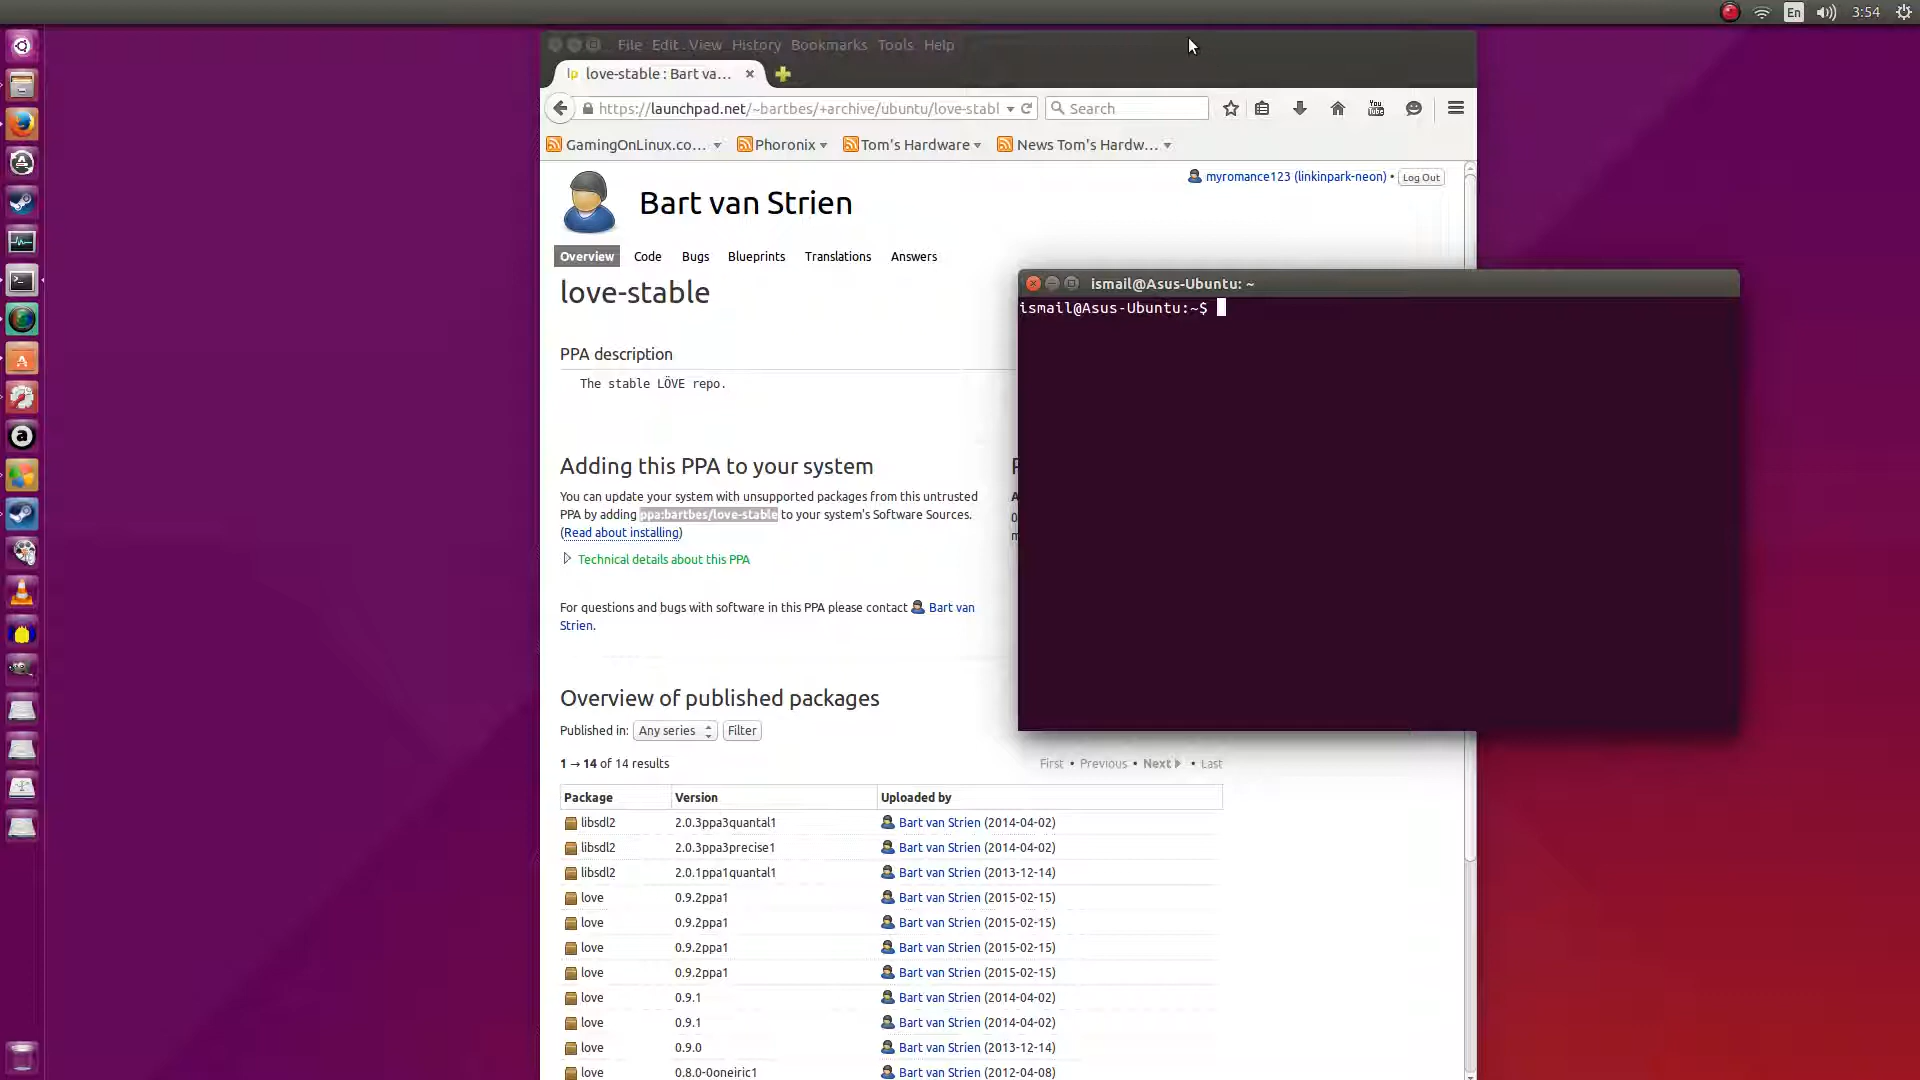 En 3:54
File Edit View History Bookmarks Tools Help
lp love-stable : Bart va...
https://launchpad.net/~bartbes/+archive/ubuntu/love-stabl
Search
You Tube
GamingOnLinux.co...
Phoronix
Tom's Hardware
News Tom's Hardw...
Bart van Strien
myromance123 (linkinpark-neon) • Log Out
Overview Code Bugs Blueprints Translations Answers
love-stable
PPA description
The stable LÖVE repo.
Adding this PPA to your system
You can update your system with unsupported packages from this untrusted
PPA by adding ppa:bartbes/love-stable to your system's Software Sources.
(Read about installing)
Technical details about this PPA
For questions and bugs with software in this PPA please contact Bart van
Strien.
ismail@Asus-Ubuntu: ~
ismail@Asus-Ubuntu:~$
Overview of published packages
Published in: Any series Filter
1 → 14 of 14 results
First • Previous • Next • Last
Package Version Uploaded by
libsdl2 2.0.3ppa3quantal1 Bart van Strien (2014-04-02)
libsdl2 2.0.3ppa3precise1 Bart van Strien (2014-04-02)
libsdl2 2.0.1ppa1quantal1 Bart van Strien (2013-12-14)
love 0.9.2ppa1 Bart van Strien (2015-02-15)
love 0.9.2ppa1 Bart van Strien (2015-02-15)
love 0.9.2ppa1 Bart van Strien (2015-02-15)
love 0.9.2ppa1 Bart van Strien (2015-02-15)
love 0.9.1 Bart van Strien (2014-04-02)
love 0.9.1 Bart van Strien (2014-04-02)
love 0.9.0 Bart van Strien (2013-12-14)
love 0.8.0-0oneiric1 Bart van Strien (2012-04-08)